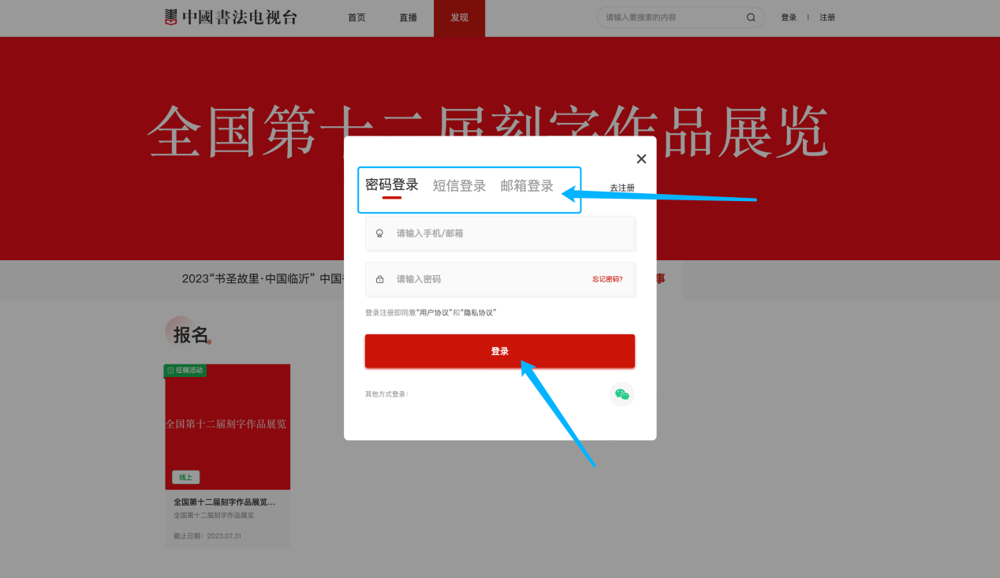 中國書法电视台 首页 直播 发现 请输入要搜索的内容 登录 | 注册
全国第十二届刻字作品展览
密码登录 短信登录 邮箱登录 去注册
请输入手机/邮箱
2023“书圣故里·中国临沂” 中国 事
请输入密码 忘记密码?
登录注册即同意“用户协议”和“隐私协议”
报名
登录
征稿活动
其他方式登录:
全国第十二届刻字作品展览
线上
全国第十二届刻字作品展览...
全国第十二届刻字作品展览
截止日期: 2023.07.31